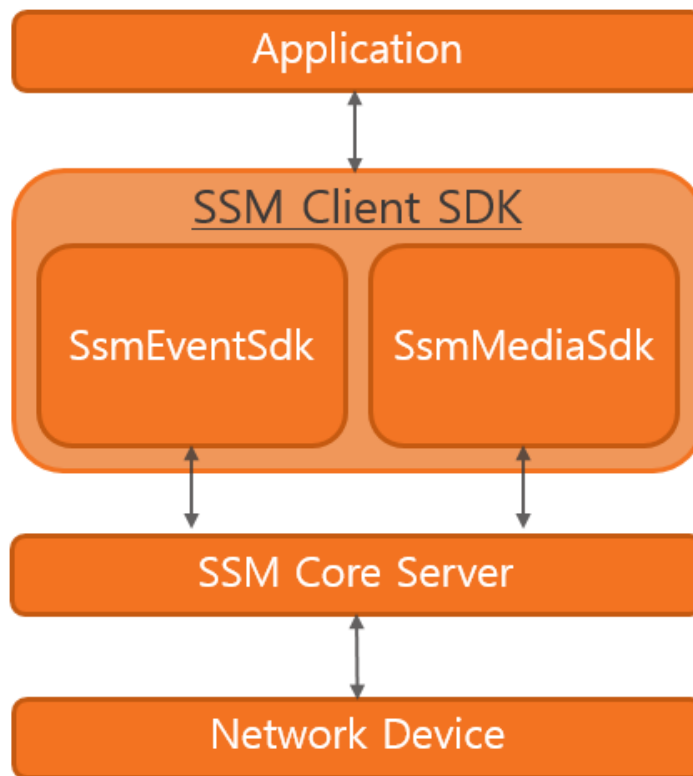 Application
SSM Client SDK
SsmEventSdk
SsmMediaSdk
SSM Core Server
Network Device